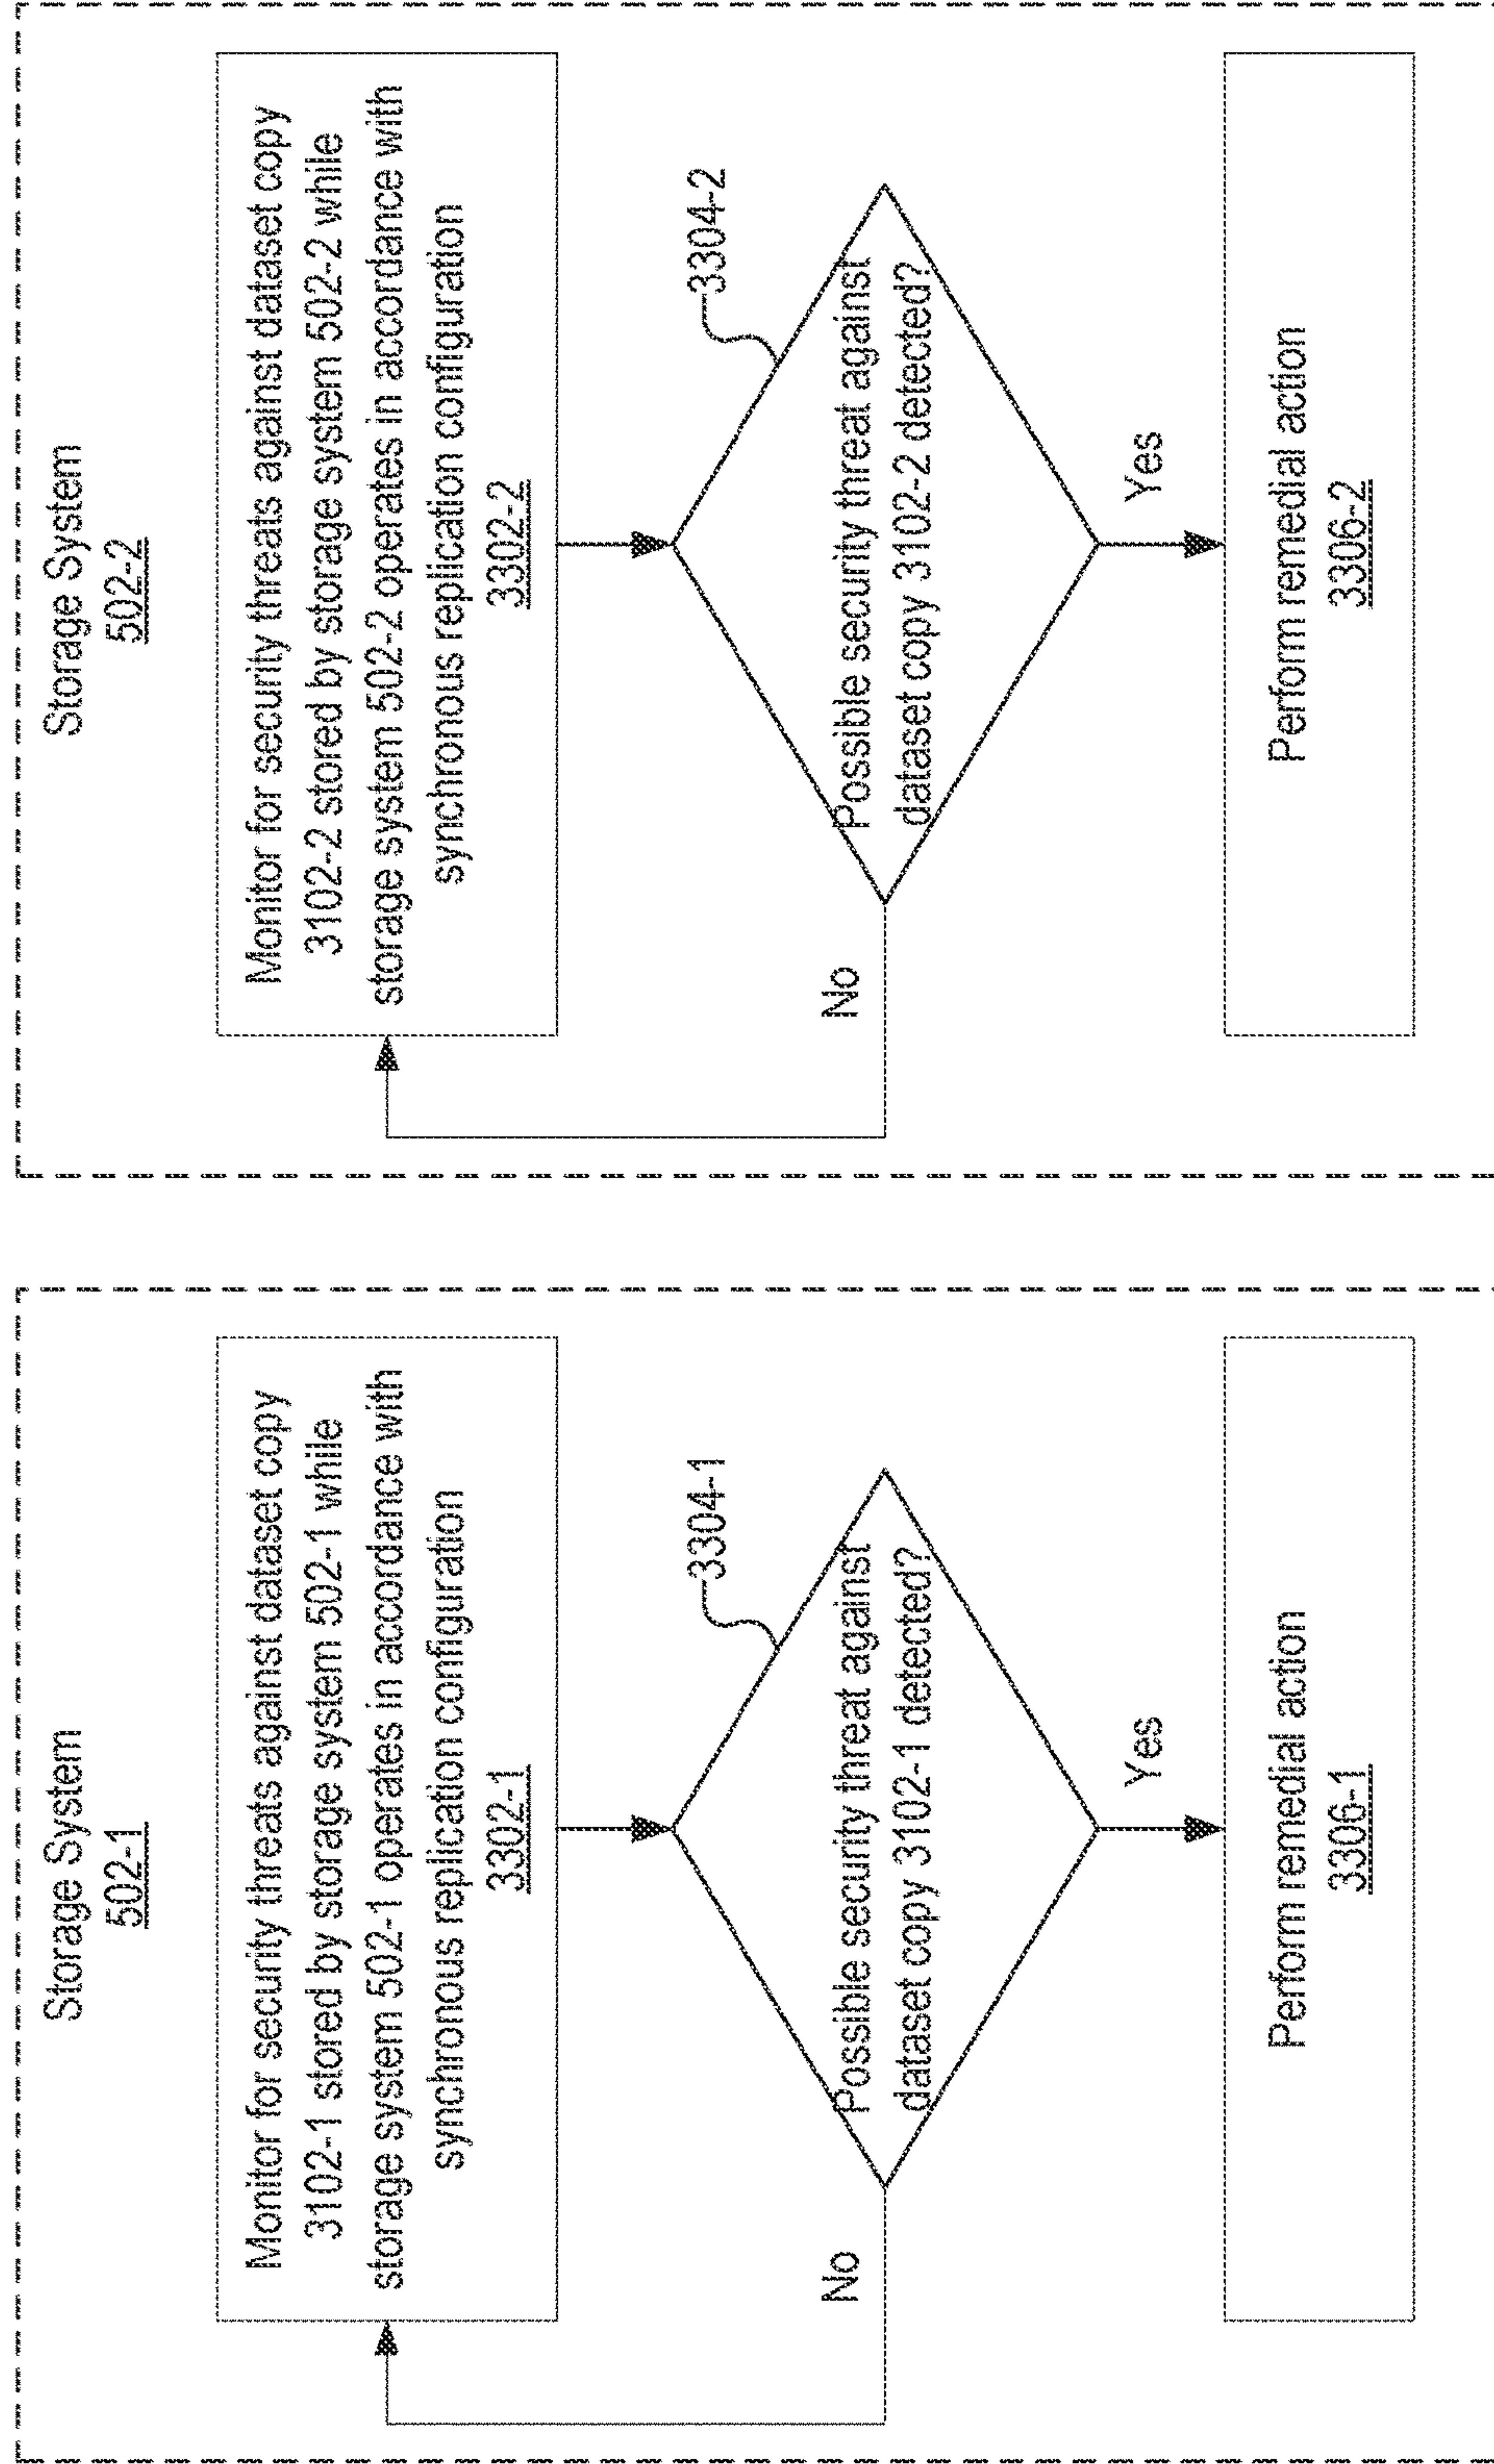 Storage System
502-1
Monitor for security threats against dataset copy
3102-1 stored by storage system 502-1 while
storage system 502-1 operates in accordance with
synchronous replication configuration
3302-1
3304-1
Possible security threat against
dataset copy 3102-1 detected?
No
Yes
Perform remedial action
3306-1
Storage System
502-2
Monitor for security threats against dataset copy
3102-2 stored by storage system 502-2 while
storage system 502-2 operates in accordance with
synchronous replication configuration
3302-2
3304-2
Possible security threat against
dataset copy 3102-2 detected?
No
Yes
Perform remedial action
3306-2